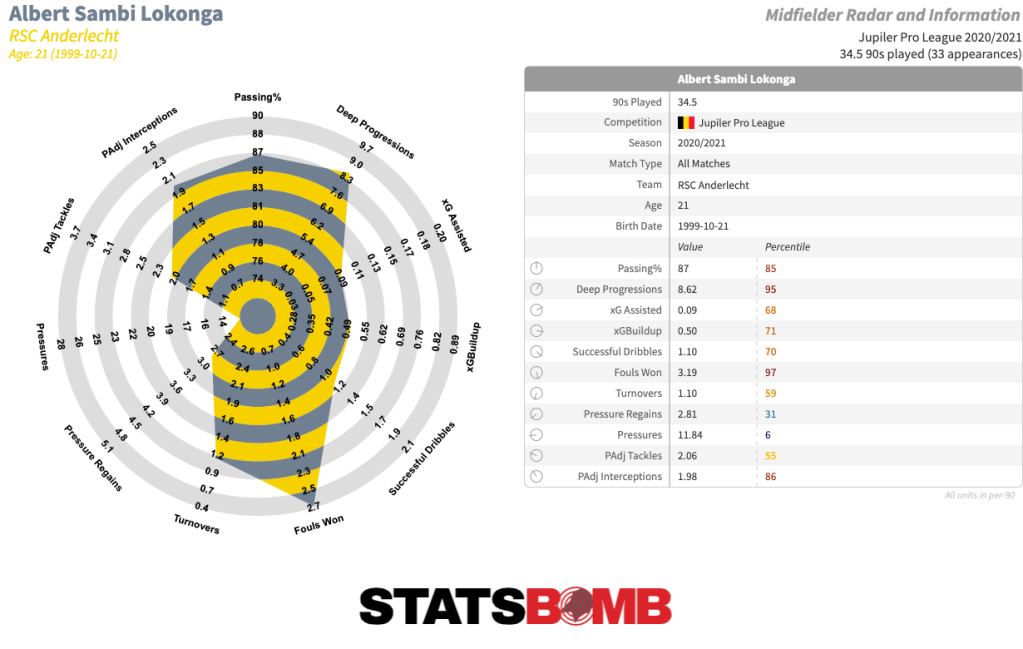 Albert Sambi Lokonga
RSC Anderlecht
Age: 21 (1999-10-21)
Midfielder Radar and Information
Jupiler Pro League 2020/2021
34.5 90s played (33 appearances)
Passing%
90
88
87
85
83
81
80
78
76
74
Deep Progressions
9.7
9.0
8.3
7.6
6.9
6.2
5.4
4.7
4.0
3.3
xG Assisted
0.20
0.18
0.17
0.15
0.13
0.11
0.09
0.07
0.05
0.03
xGBuildup
0.89
0.82
0.76
0.69
0.62
0.55
0.49
0.42
0.35
0.28
Successful Dribbles
2.1
1.9
1.7
1.5
1.4
1.2
1.0
0.8
0.6
0.4
Fouls Won
2.7
2.5
2.3
2.1
1.8
1.6
1.4
1.2
1.0
0.7
Turnovers
0.4
0.7
0.9
1.2
1.4
1.6
1.9
2.1
2.4
2.6
Pressure Regains
5.1
4.8
4.5
4.2
3.9
3.6
3.3
3.0
2.7
2.4
Pressures
28
26
25
23
22
20
19
17
16
14
PAdj Tackles
3.7
3.4
3.1
2.8
2.5
2.3
2.0
1.7
1.4
1.1
PAdj Interceptions
2.5
2.3
2.1
1.9
1.7
1.5
1.3
1.1
0.9
0.7
Albert Sambi Lokonga
90s Played 34.5
Competition Jupiler Pro League
Season 2020/2021
Match Type All Matches
Team RSC Anderlecht
Age 21
Birth Date 1999-10-21
Value Percentile
Passing% 87 85
Deep Progressions 8.62 95
xG Assisted 0.09 68
xGBuildup 0.50 71
Successful Dribbles 1.10 70
Fouls Won 3.19 97
Turnovers 1.10 59
Pressure Regains 2.81 31
Pressures 11.84 6
PAdj Tackles 2.06 55
PAdj Interceptions 1.98 86
All units in per-90
STATSBOMB